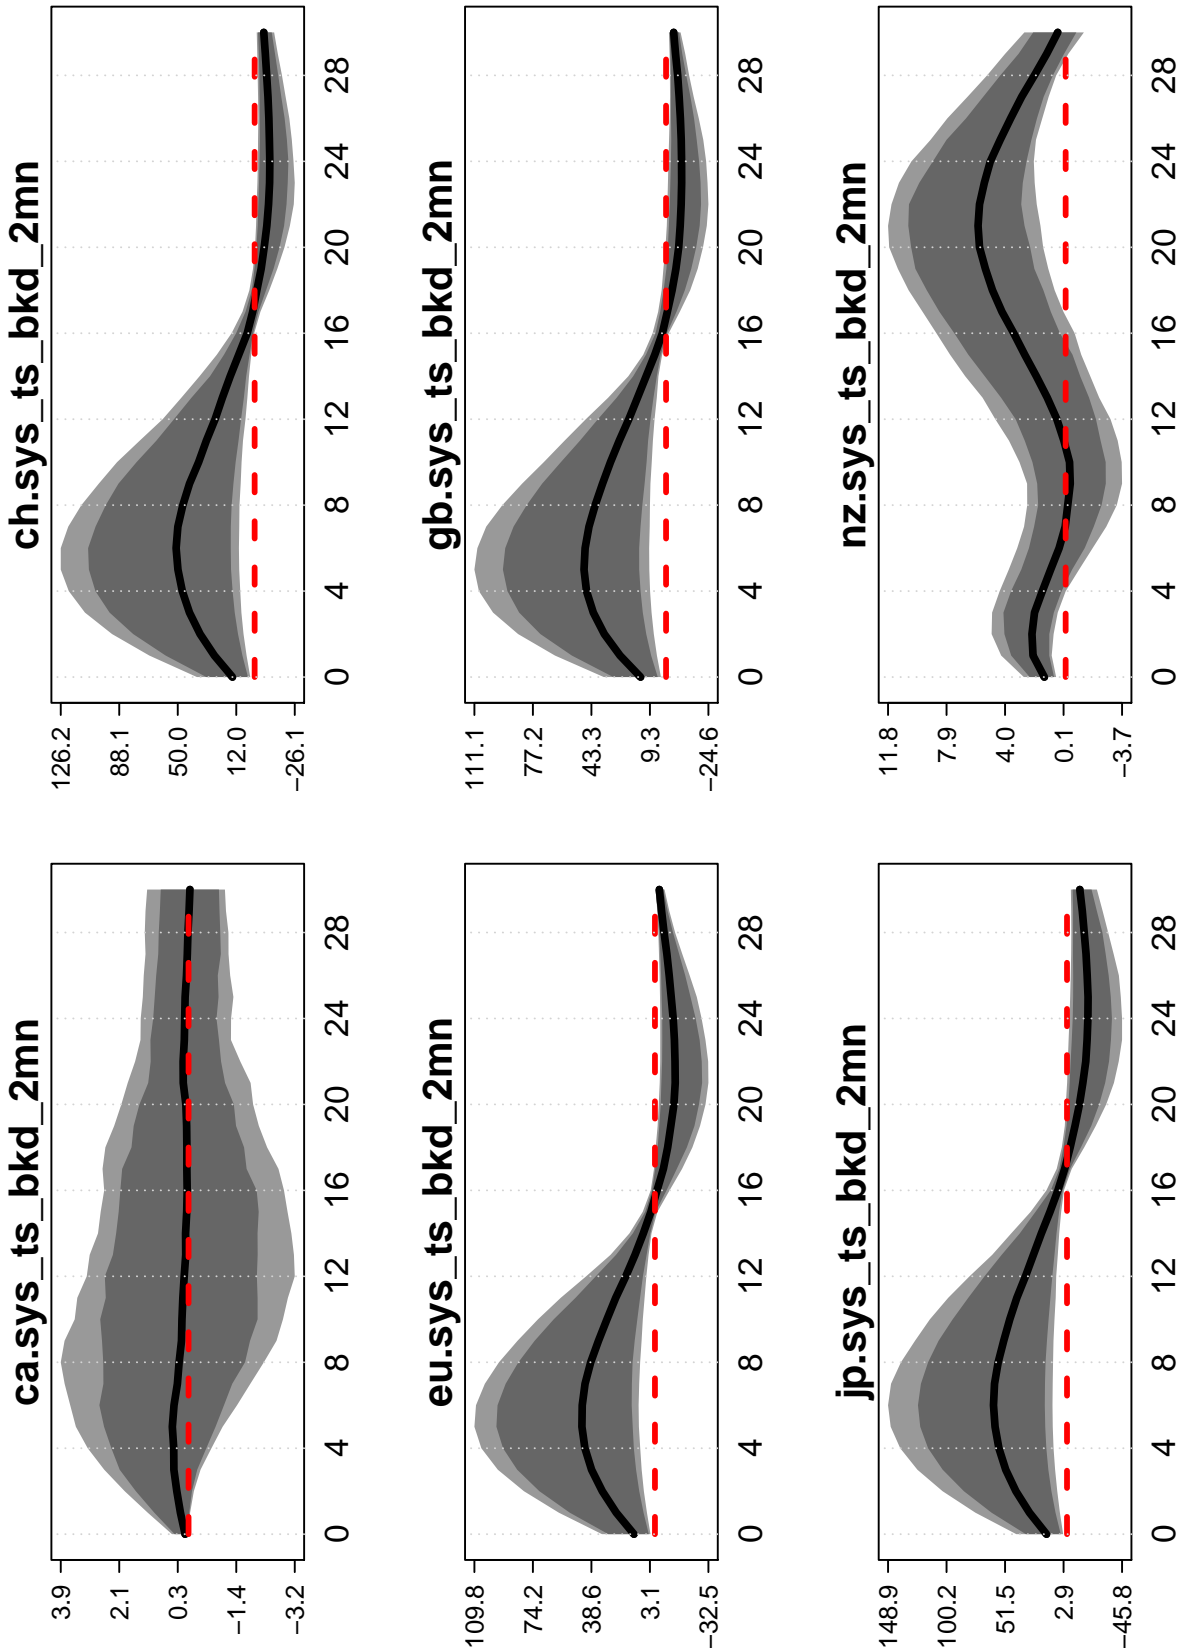 ca.sys_ts_bkd_2mn
3.9
2.1
0.3
−1.4
−3.2
0 4 8 12 16 20 24 28
ch.sys_ts_bkd_2mn
126.2
88.1
50.0
12.0
−26.1
0 4 8 12 16 20 24 28
eu.sys_ts_bkd_2mn
109.8
74.2
38.6
3.1
−32.5
0 4 8 12 16 20 24 28
gb.sys_ts_bkd_2mn
111.1
77.2
43.3
9.3
−24.6
0 4 8 12 16 20 24 28
jp.sys_ts_bkd_2mn
148.9
100.2
51.5
2.9
−45.8
0 4 8 12 16 20 24 28
nz.sys_ts_bkd_2mn
11.8
7.9
4.0
0.1
−3.7
0 4 8 12 16 20 24 28